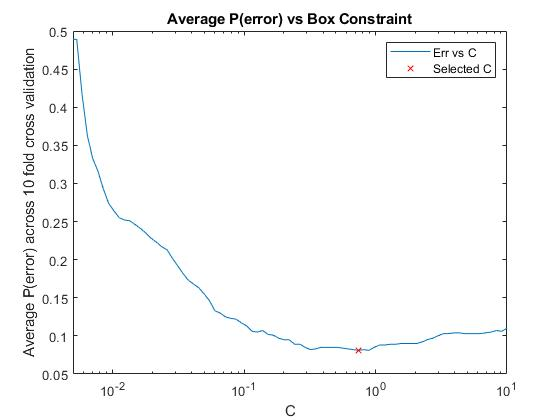 Average P(error) vs Box Constraint
Err vs C
Selected C
Average P(error) across 10 fold cross validation
0.5
0.45
0.4
0.35
0.3
0.25
0.2
0.15
0.1
0.05
10-2
10-1
100
101
C